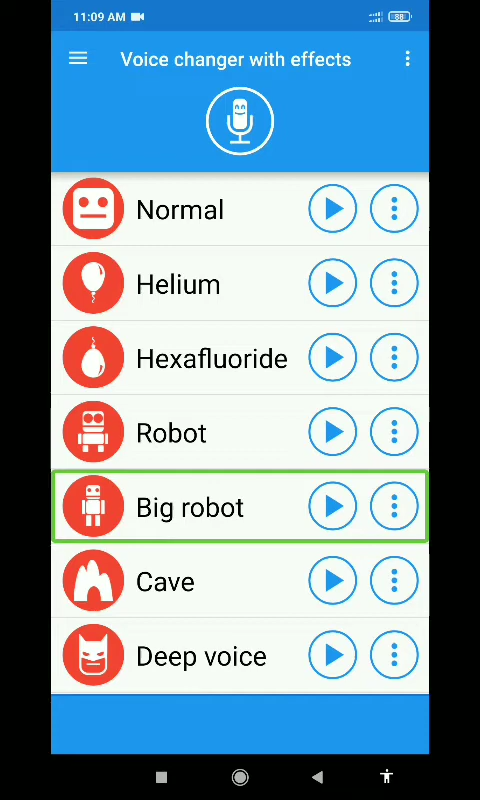 11:09 AM
88
Voice changer with effects
Normal
Helium
Hexafluoride
Robot
Big robot
Cave
Deep voice